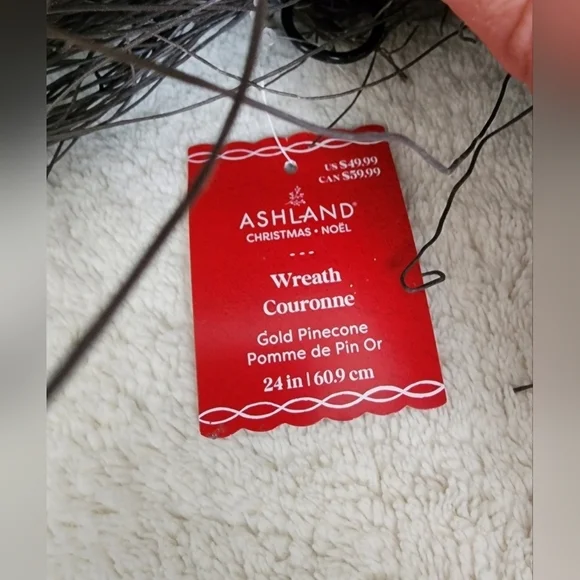 US $49.99
CAN $59.99
ASHLAND®
CHRISTMAS • NOËL
Wreath
Couronne
Gold Pinecone
Pomme de Pin Or
24 in | 60.9 cm